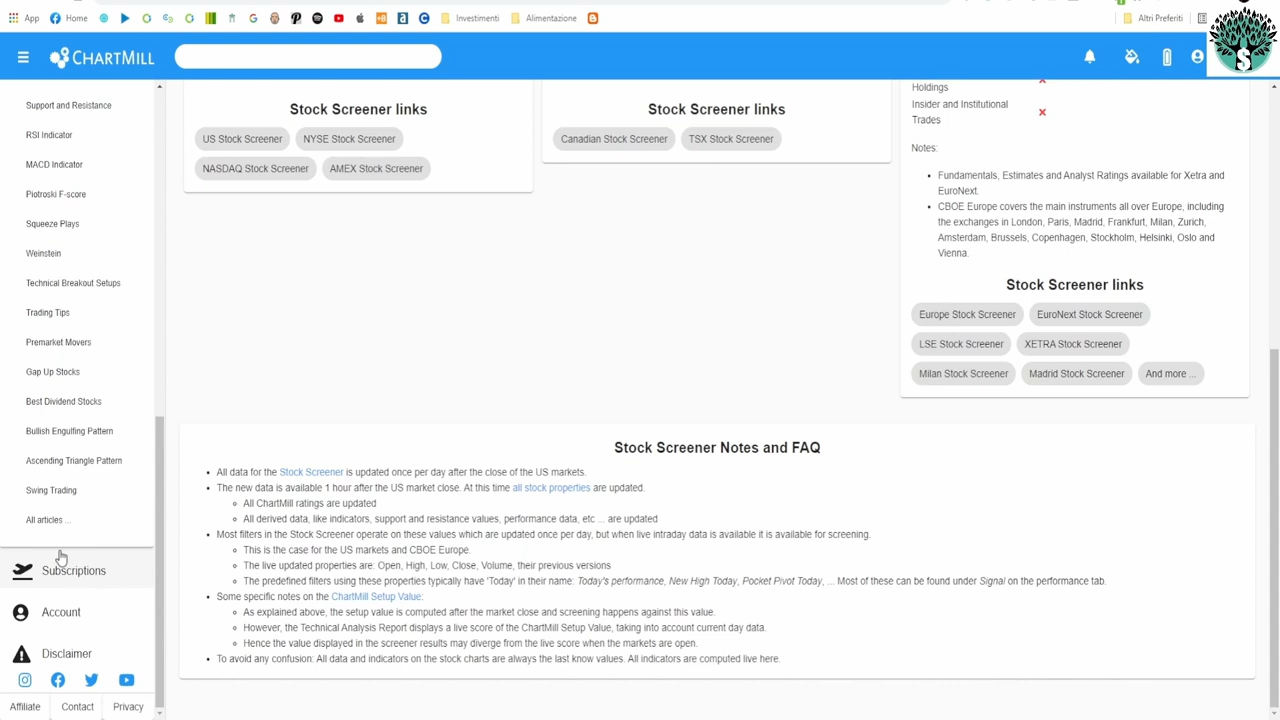 App
Home
Investimenti
Alimentazione
Altri Preferiti
CHARTMILL
Support and Resistance
RSI Indicator
MACD Indicator
Piotroski F-score
Squeeze Plays
Weinstein
Technical Breakout Setups
Trading Tips
Premarket Movers
Gap Up Stocks
Best Dividend Stocks
Bullish Engulfing Pattern
Ascending Triangle Pattern
Swing Trading
All articles ...
Subscriptions
Account
Disclaimer
Affiliate
Contact
Privacy
Stock Screener links
US Stock Screener
NYSE Stock Screener
NASDAQ Stock Screener
AMEX Stock Screener
Stock Screener links
Canadian Stock Screener
TSX Stock Screener
Holdings
Insider and Institutional
Trades
Notes:
Fundamentals, Estimates and Analyst Ratings available for Xetra and
EuroNext.
CBOE Europe covers the main instruments all over Europe, including
the exchanges in London, Paris, Madrid, Frankfurt, Milan, Zurich,
Amsterdam, Brussels, Copenhagen, Stockholm, Helsinki, Oslo and
Vienna.
Stock Screener links
Europe Stock Screener
EuroNext Stock Screener
LSE Stock Screener
XETRA Stock Screener
Milan Stock Screener
Madrid Stock Screener
And more ...
Stock Screener Notes and FAQ
All data for the Stock Screener is updated once per day after the close of the US markets.
The new data is available 1 hour after the US market close. At this time all stock properties are updated.
All ChartMill ratings are updated
All derived data, like indicators, support and resistance values, performance data, etc ... are updated
Most filters in the Stock Screener operate on these values which are updated once per day, but when live intraday data is available it is available for screening.
This is the case for the US markets and CBOE Europe.
The live updated properties are: Open, High, Low, Close, Volume, their previous versions
The predefined filters using these properties typically have 'Today' in their name: Today's performance, New High Today, Pocket Pivot Today, ... Most of these can be found under Signal on the performance tab.
Some specific notes on the ChartMill Setup Value:
As explained above, the setup value is computed after the market close and screening happens against this value.
However, the Technical Analysis Report displays a live score of the ChartMill Setup Value, taking into account current day data.
Hence the value displayed in the screener results may diverge from the live score when the markets are open.
To avoid any confusion: All data and indicators on the stock charts are always the last know values. All indicators are computed live here.